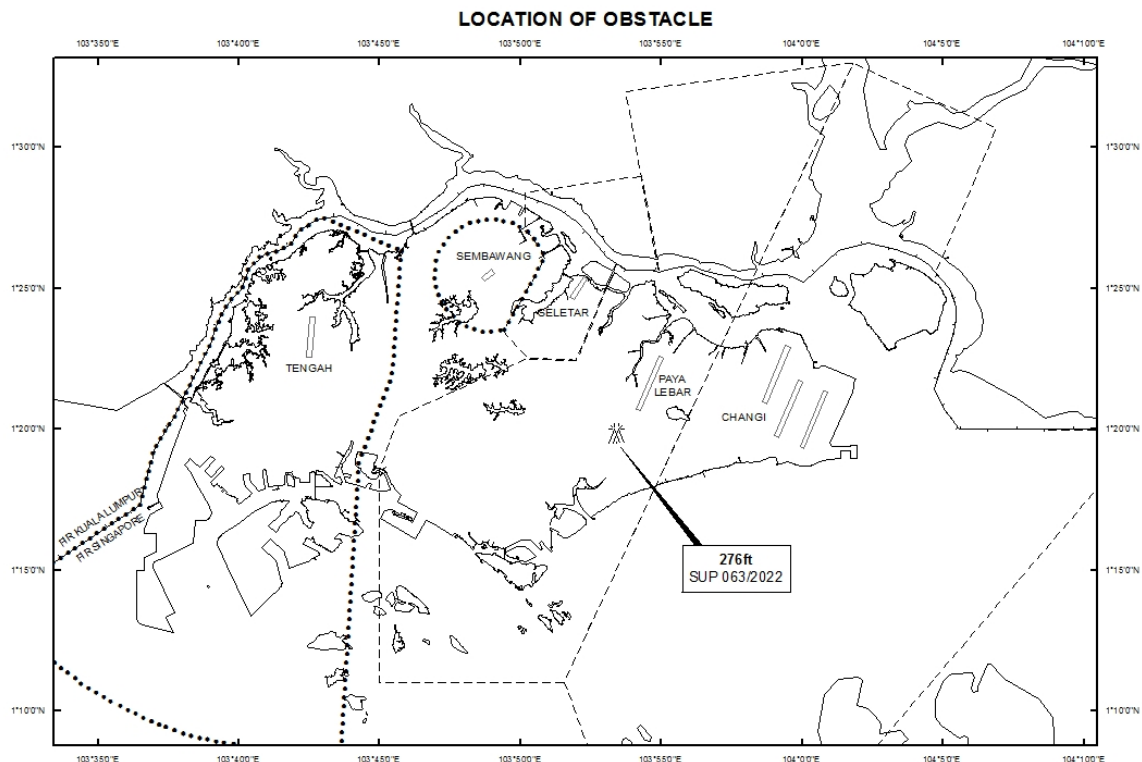 LOCATION OF OBSTACLE
103°35'0"E 103°40'0"E 103°45'0"E 103°50'0"E 103°55'0"E 104°0'0"E 104°5'0"E 104°10'0"E
1°30'0"N 1°30'0"N
SEMBAWANG
1°25'0"N 1°25'0"N
SELETAR
TENGAH
PAYA
LEBAR
CHANGI
1°20'0"N 1°20'0"N
FIR KUALA LUMPUR
FIR SINGAPORE
276ft
SUP 063/2022
1°15'0"N 1°15'0"N
1°10'0"N 1°10'0"N
103°35'0"E 103°40'0"E 103°45'0"E 103°50'0"E 103°55'0"E 104°0'0"E 104°5'0"E 104°10'0"E